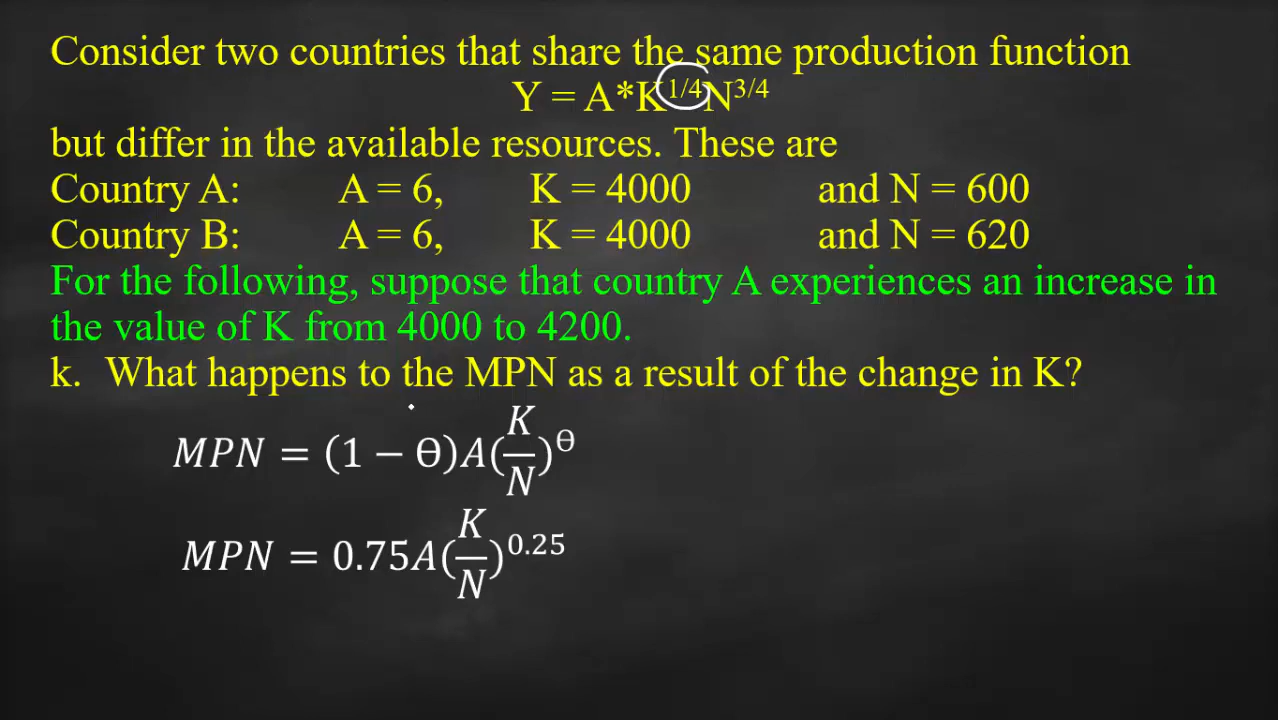 Consider two countries that share the same production function
Y = A*K^1/4N^3/4
but differ in the available resources. These are
Country A: A = 6, K = 4000 and N = 600
Country B: A = 6, K = 4000 and N = 620
For the following, suppose that country A experiences an increase in
the value of K from 4000 to 4200.
k. What happens to the MPN as a result of the change in K?
MPN = (1 − ϴ)A(K/N)^ϴ
MPN = 0.75A(K/N)^0.25